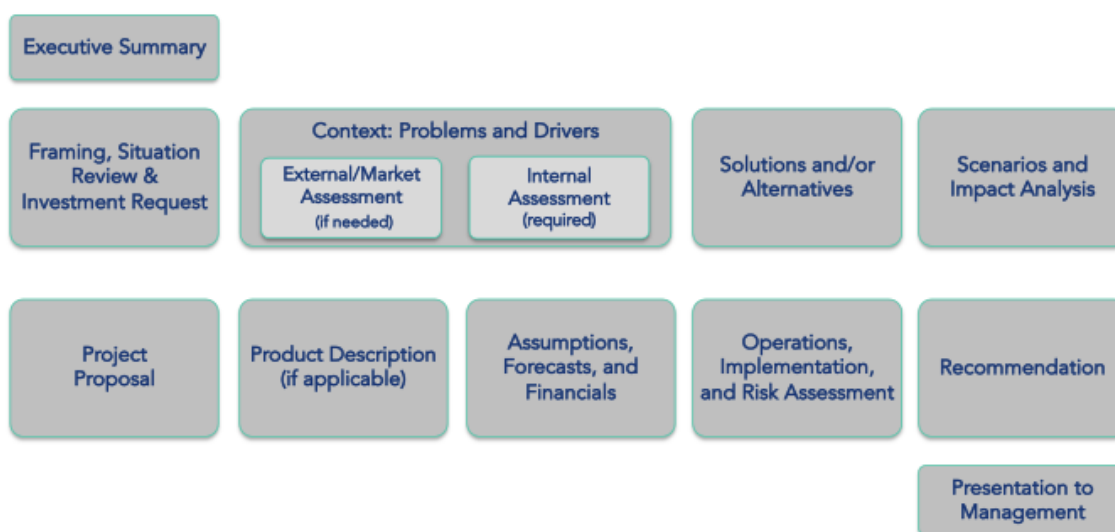 Executive Summary
Framing, Situation
Review &
Investment Request
Context: Problems and Drivers
External/Market
Assessment
(if needed)
Internal
Assessment
(required)
Solutions and/or
Alternatives
Scenarios and
Impact Analysis
Project
Proposal
Product Description
(if applicable)
Assumptions,
Forecasts, and
Financials
Operations,
Implementation,
and Risk Assessment
Recommendation
Presentation to
Management